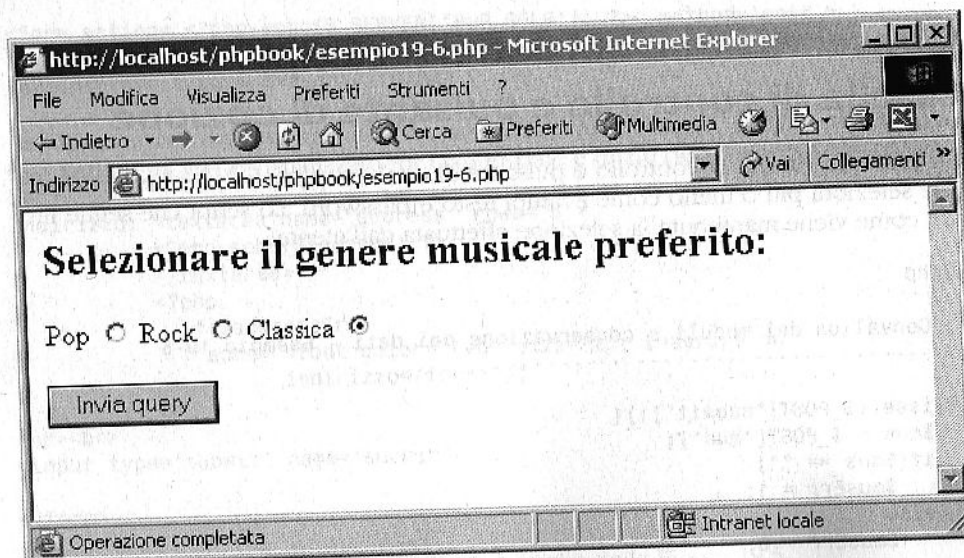 http://localhost/phpbook/esempio19-6.php - Microsoft Internet Explorer
File Modifica Visualizza Preferiti Strumenti ?
Indietro Cerca Preferiti Multimedia
Indirizzo http://localhost/phpbook/esempio19-6.php Vai Collegamenti »
Selezionare il genere musicale preferito:
Pop Rock Classica
Invia query
Operazione completata Intranet locale